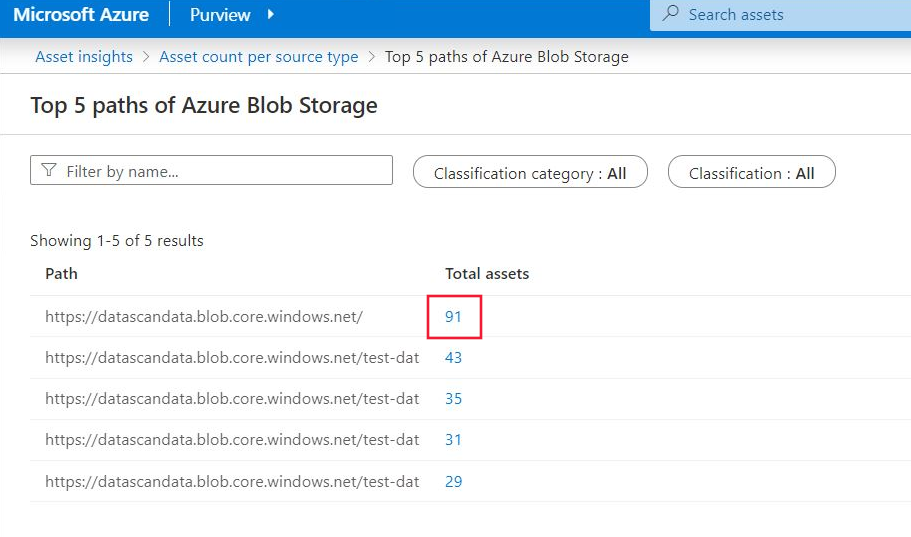 Microsoft Azure Purview Search assets
Asset insights > Asset count per source type > Top 5 paths of Azure Blob Storage
Top 5 paths of Azure Blob Storage
Filter by name... Classification category : All Classification : All
Showing 1-5 of 5 results
Path Total assets
https://datascandata.blob.core.windows.net/ 91
https://datascandata.blob.core.windows.net/test-dat 43
https://datascandata.blob.core.windows.net/test-dat 35
https://datascandata.blob.core.windows.net/test-dat 31
https://datascandata.blob.core.windows.net/test-dat 29